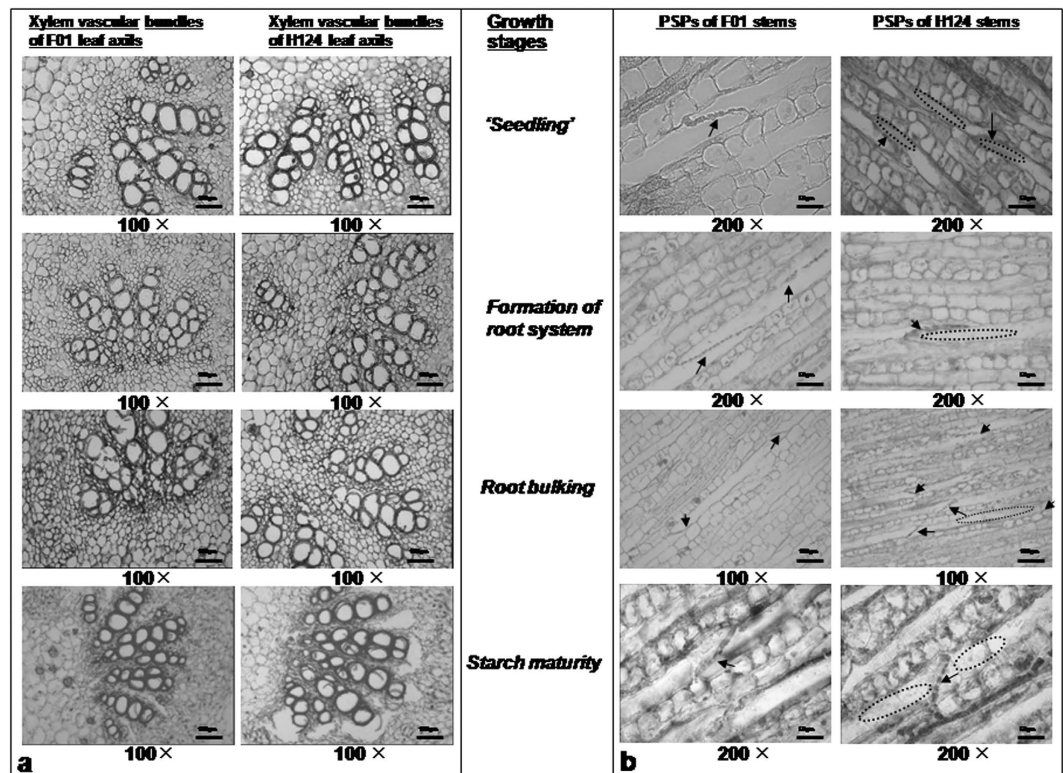 Xylem vascular bundles
of F01 leaf axils
Xylem vascular bundles
of H124 leaf axils
Growth
stages
PSPs of F01 stems
PSPs of H124 stems
100 ×
100 ×
'Seedling'
200 ×
200 ×
100 ×
100 ×
Formation of
root system
200 ×
200 ×
100 ×
100 ×
Root bulking
100 ×
100 ×
100 ×
100 ×
Starch maturity
200 ×
200 ×
a
b